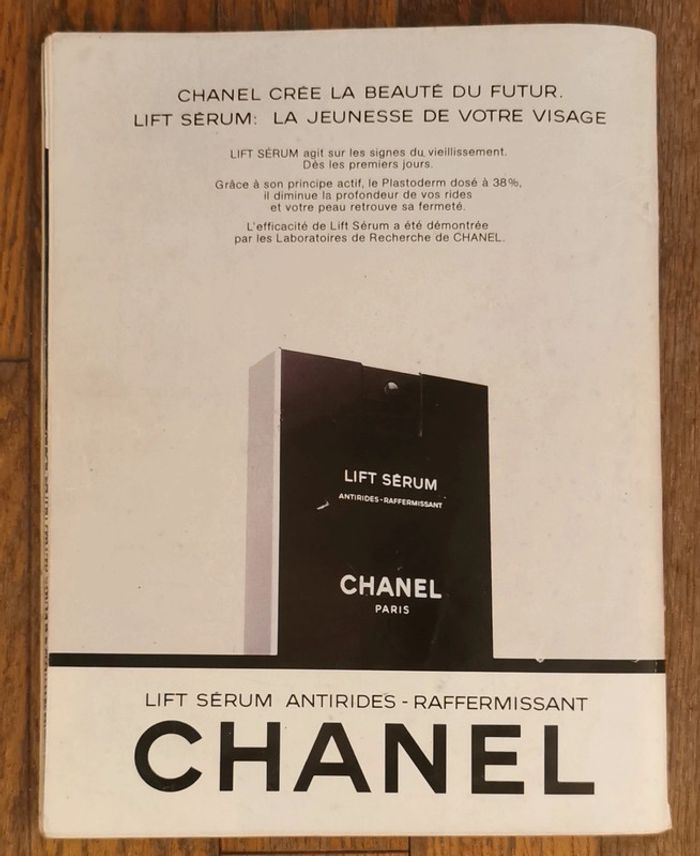 CHANEL CRÉE LA BEAUTÉ DU FUTUR.
LIFT SÉRUM: LA JEUNESSE DE VOTRE VISAGE
LIFT SÉRUM agit sur les signes du vieillissement.
Dès les premiers jours.
Grâce à son principe actif, le Plastoderm dosé à 38%,
il diminue la profondeur de vos rides
et votre peau retrouve sa fermeté.
L'efficacité de Lift Sérum a été démontrée
par les Laboratoires de Recherche de CHANEL.
LIFT SÉRUM
ANTIRIDES-RAFFERMISSANT
CHANEL
PARIS
LIFT SÉRUM ANTIRIDES - RAFFERMISSANT
CHANEL